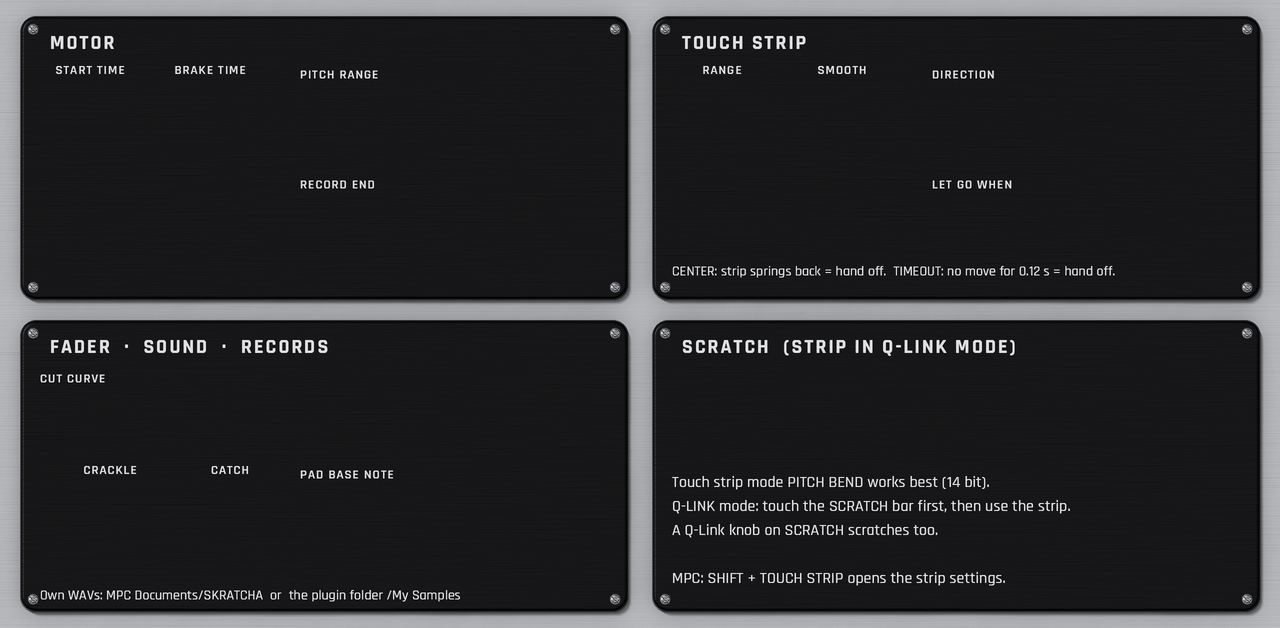 MOTOR
START TIME
BRAKE TIME
PITCH RANGE
RECORD END
TOUCH STRIP
RANGE
SMOOTH
DIRECTION
LET GO WHEN
CENTER: strip springs back = hand off.  TIMEOUT: no move for 0.12 s = hand off.
FADER · SOUND · RECORDS
CUT CURVE
CRACKLE
CATCH
PAD BASE NOTE
Own WAVs: MPC Documents/SKRATCHA  or  the plugin folder /My Samples
SCRATCH  (STRIP IN Q-LINK MODE)
Touch strip mode PITCH BEND works best (14 bit).
Q-LINK mode: touch the SCRATCH bar first, then use the strip.
A Q-Link knob on SCRATCH scratches too.
MPC: SHIFT + TOUCH STRIP opens the strip settings.